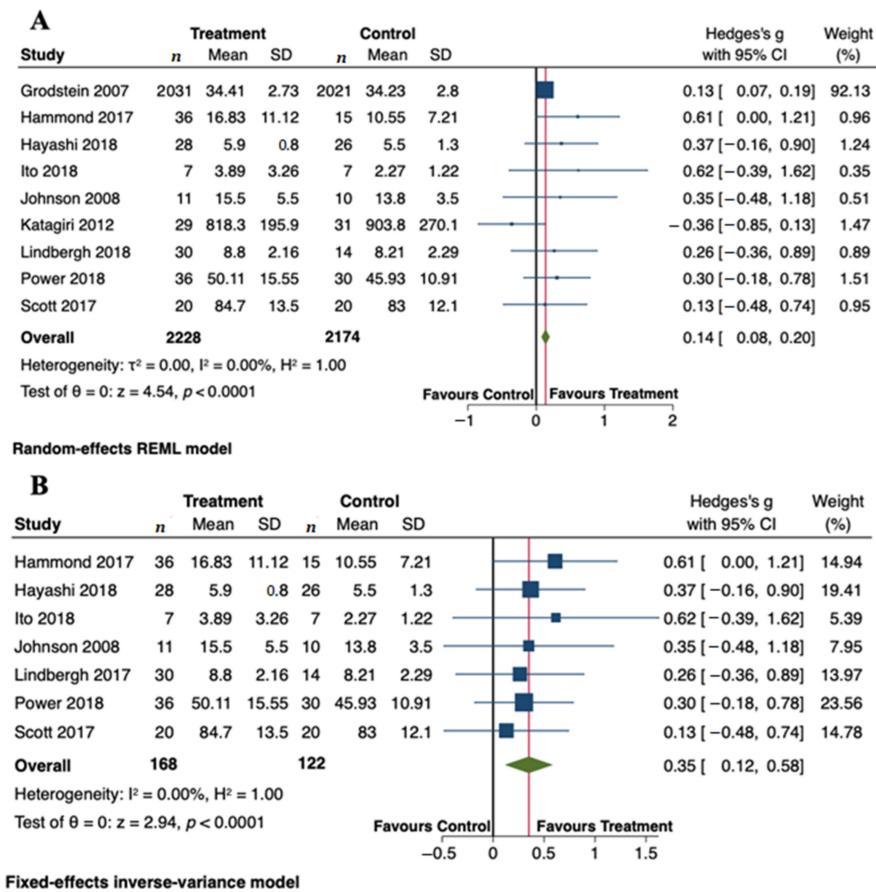 A
Treatment Control Hedges's g Weight
Study n Mean SD n Mean SD with 95% CI (%)
Grodstein 2007 2031 34.41 2.73 2021 34.23 2.8 0.13 [ 0.07, 0.19] 92.13
Hammond 2017 36 16.83 11.12 15 10.55 7.21 0.61 [ 0.00, 1.21] 0.96
Hayashi 2018 28 5.9 0.8 26 5.5 1.3 0.37 [−0.16, 0.90] 1.24
Ito 2018 7 3.89 3.26 7 2.27 1.22 0.62 [−0.39, 1.62] 0.35
Johnson 2008 11 15.5 5.5 10 13.8 3.5 0.35 [−0.48, 1.18] 0.51
Katagiri 2012 29 818.3 195.9 31 903.8 270.1 −0.36 [−0.85, 0.13] 1.47
Lindbergh 2018 30 8.8 2.16 14 8.21 2.29 0.26 [−0.36, 0.89] 0.89
Power 2018 36 50.11 15.55 30 45.93 10.91 0.30 [−0.18, 0.78] 1.51
Scott 2017 20 84.7 13.5 20 83 12.1 0.13 [−0.48, 0.74] 0.95
Overall 2228 2174 0.14 [ 0.08, 0.20]
Heterogeneity: τ² = 0.00, I² = 0.00%, H² = 1.00
Test of θ = 0: z = 4.54, p < 0.0001
Favours Control Favours Treatment
−1 0 1 2
Random-effects REML model
B
Treatment Control Hedges's g Weight
Study n Mean SD n Mean SD with 95% CI (%)
Hammond 2017 36 16.83 11.12 15 10.55 7.21 0.61 [ 0.00, 1.21] 14.94
Hayashi 2018 28 5.9 0.8 26 5.5 1.3 0.37 [−0.16, 0.90] 19.41
Ito 2018 7 3.89 3.26 7 2.27 1.22 0.62 [−0.39, 1.62] 5.39
Johnson 2008 11 15.5 5.5 10 13.8 3.5 0.35 [−0.48, 1.18] 7.95
Lindbergh 2017 30 8.8 2.16 14 8.21 2.29 0.26 [−0.36, 0.89] 13.97
Power 2018 36 50.11 15.55 30 45.93 10.91 0.30 [−0.18, 0.78] 23.56
Scott 2017 20 84.7 13.5 20 83 12.1 0.13 [−0.48, 0.74] 14.78
Overall 168 122 0.35 [ 0.12, 0.58]
Heterogeneity: I² = 0.00%, H² = 1.00
Test of θ = 0: z = 2.94, p < 0.0001
Favours Control Favours Treatment
−0.5 0 0.5 1 1.5
Fixed-effects inverse-variance model